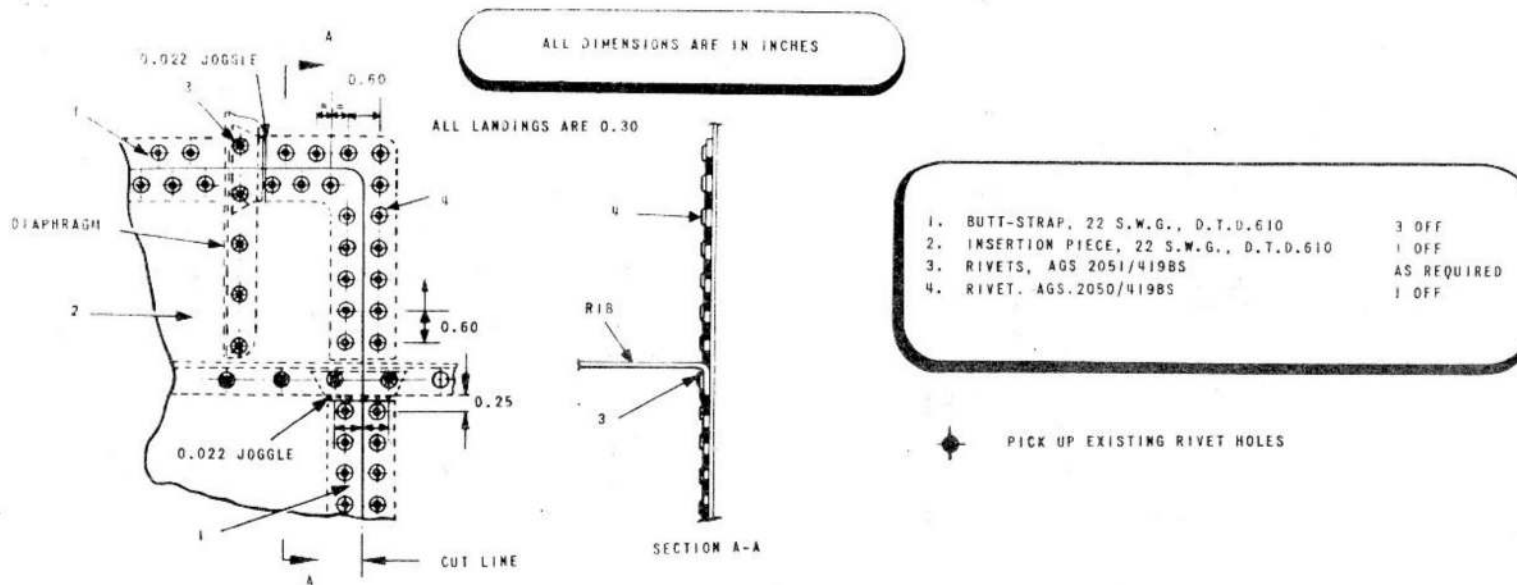 ALL DIMENSIONS ARE IN INCHES
A
0.022 JOGGLE
3
0.60
1
= =
ALL LANDINGS ARE 0.30
4
DIAPHRAGM
2
0.60
0.25
0.022 JOGGLE
1
CUT LINE
A
4
RIB
3
SECTION A-A
1. BUTT-STRAP, 22 S.W.G., D.T.D.610 3 OFF
2. INSERTION PIECE, 22 S.W.G., D.T.D.610 1 OFF
3. RIVETS, AGS 2051/419BS AS REQUIRED
4. RIVET. AGS.2050/419BS 1 OFF
PICK UP EXISTING RIVET HOLES